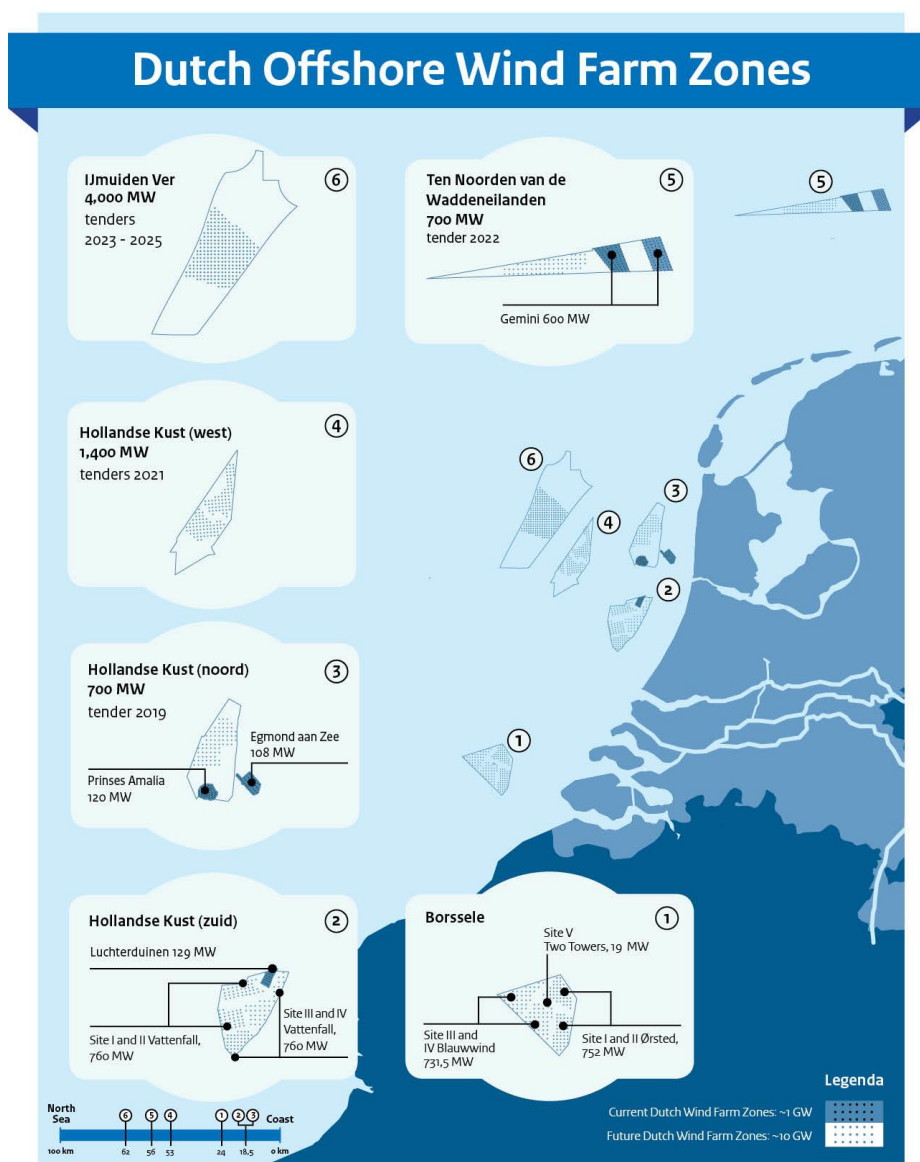 Dutch Offshore Wind Farm Zones
IJmuiden Ver
4,000 MW
tenders
2023 - 2025
6
Ten Noorden van de
Waddeneilanden
700 MW
tender 2022
5
Gemini 600 MW
5
Hollandse Kust (west)
1,400 MW
tenders 2021
4
6
3
4
2
1
Hollandse Kust (noord)
700 MW
tender 2019
3
Egmond aan Zee
108 MW
Prinses Amalia
120 MW
Hollandse Kust (zuid)
2
Luchterduinen 129 MW
Site III and IV
Vattenfall,
760 MW
Site I and II Vattenfall,
760 MW
Borssele
1
Site V
Two Towers, 19 MW
Site III and
IV Blauwwind
731,5 MW
Site I and II Ørsted,
752 MW
Legenda
Current Dutch Wind Farm Zones: ~1 GW
Future Dutch Wind Farm Zones: ~10 GW
North
Sea
6 5 4 1 2 3
Coast
100 km 62 56 53 24 18,5 0 km